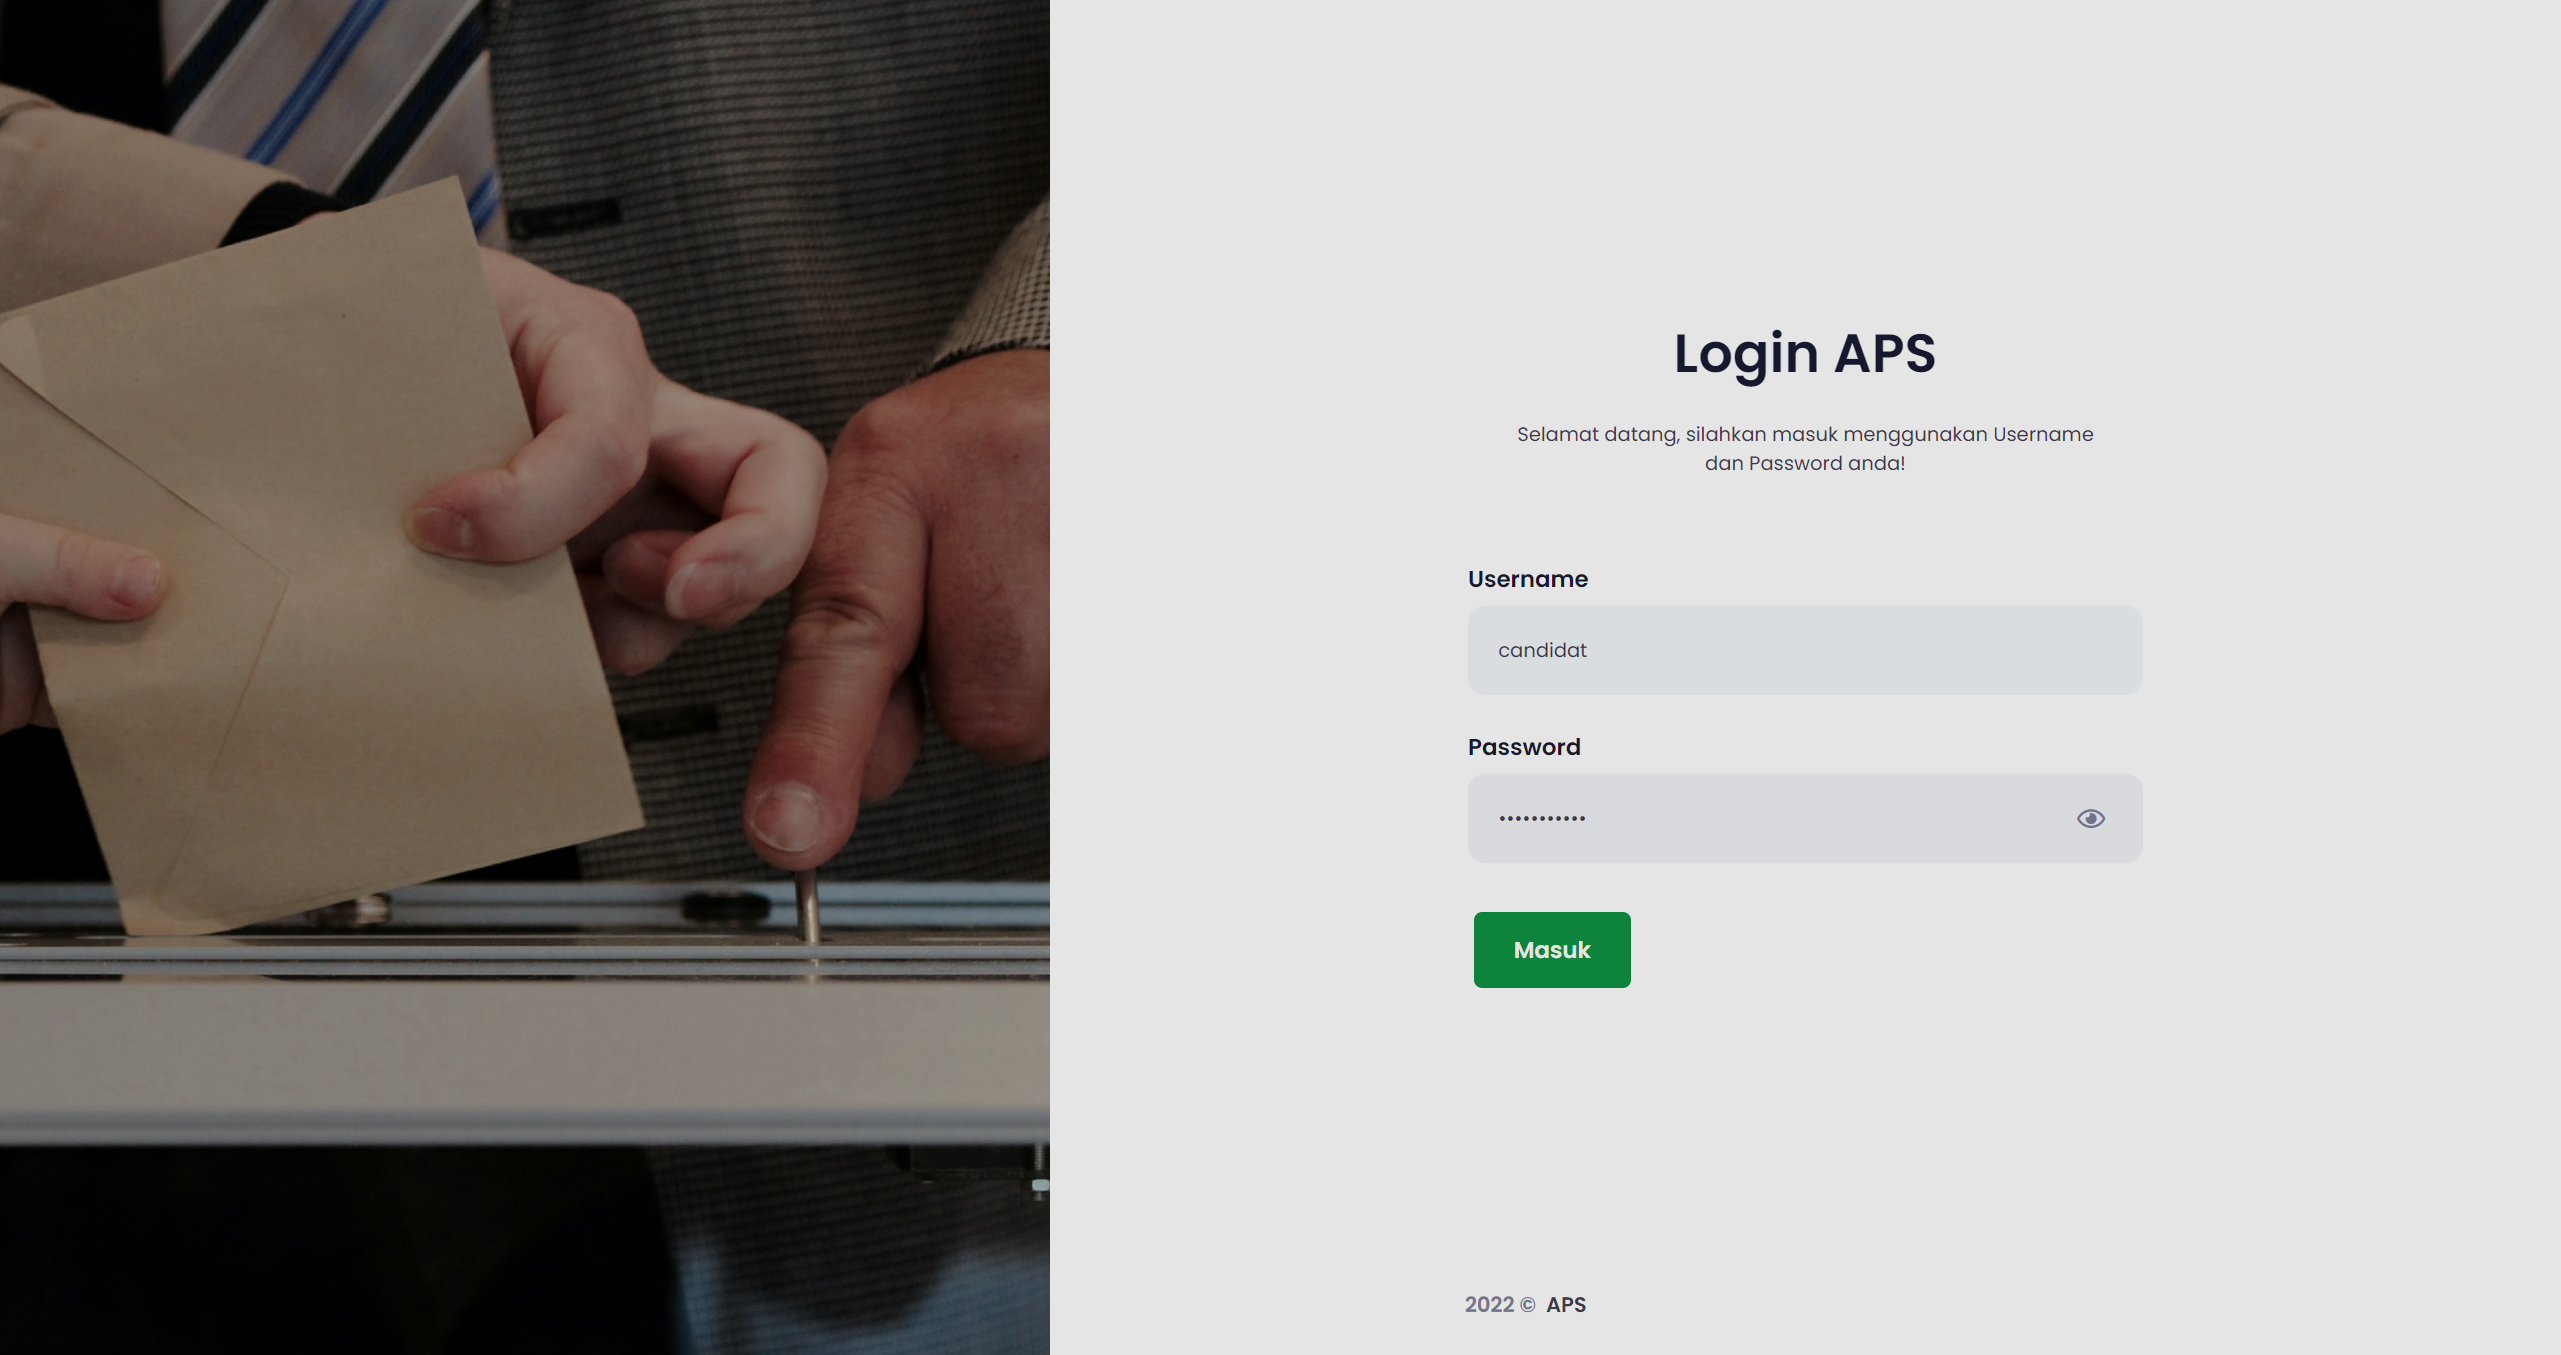 Login APS
Selamat datang, silahkan masuk menggunakan Username
dan Password anda!
Username
candidat
Password
•••••••••••
Masuk
2022 © APS